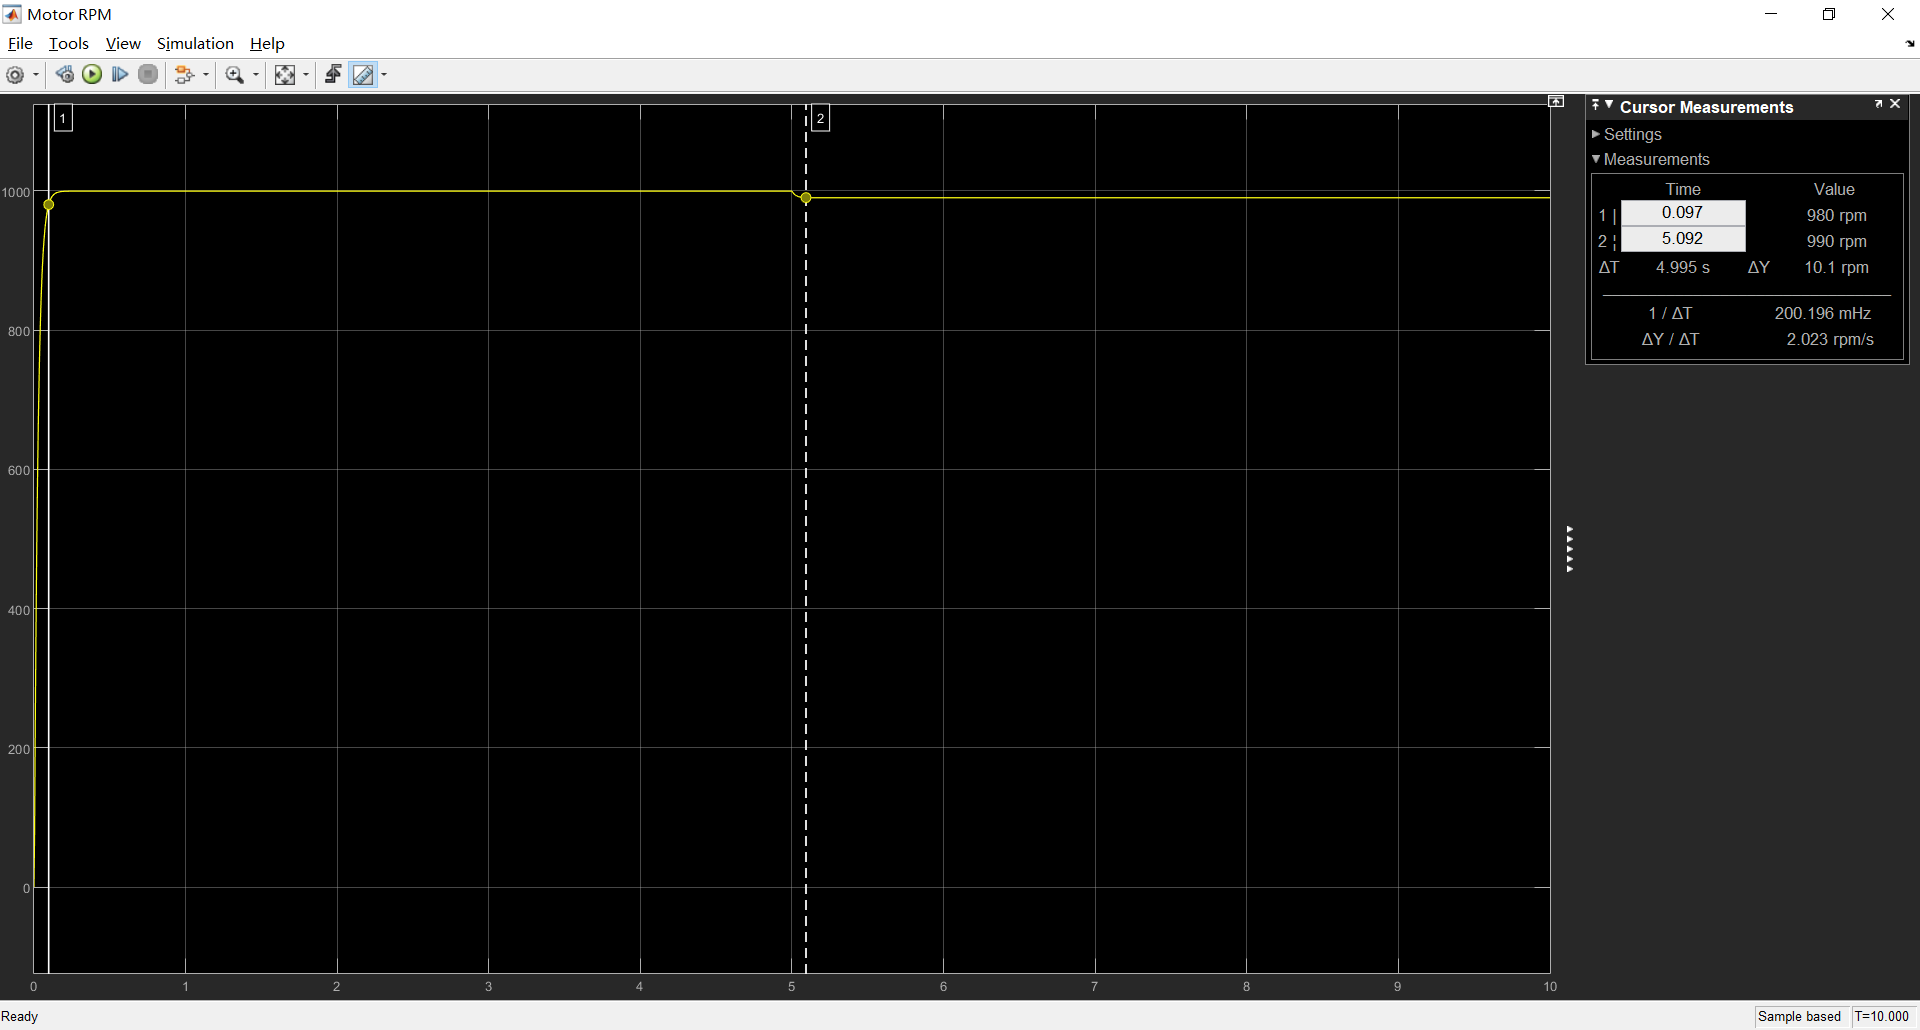 Motor RPM
File Tools View Simulation Help
1 2
1000
800
600
400
200
0
0 1 2 3 4 5 6 7 8 9 10
Cursor Measurements
Settings
Measurements
Time Value
1 0.097 980 rpm
2 5.092 990 rpm
ΔT 4.995 s ΔY 10.1 rpm
1 / ΔT 200.196 mHz
ΔY / ΔT 2.023 rpm/s
Ready Sample based T=10.000